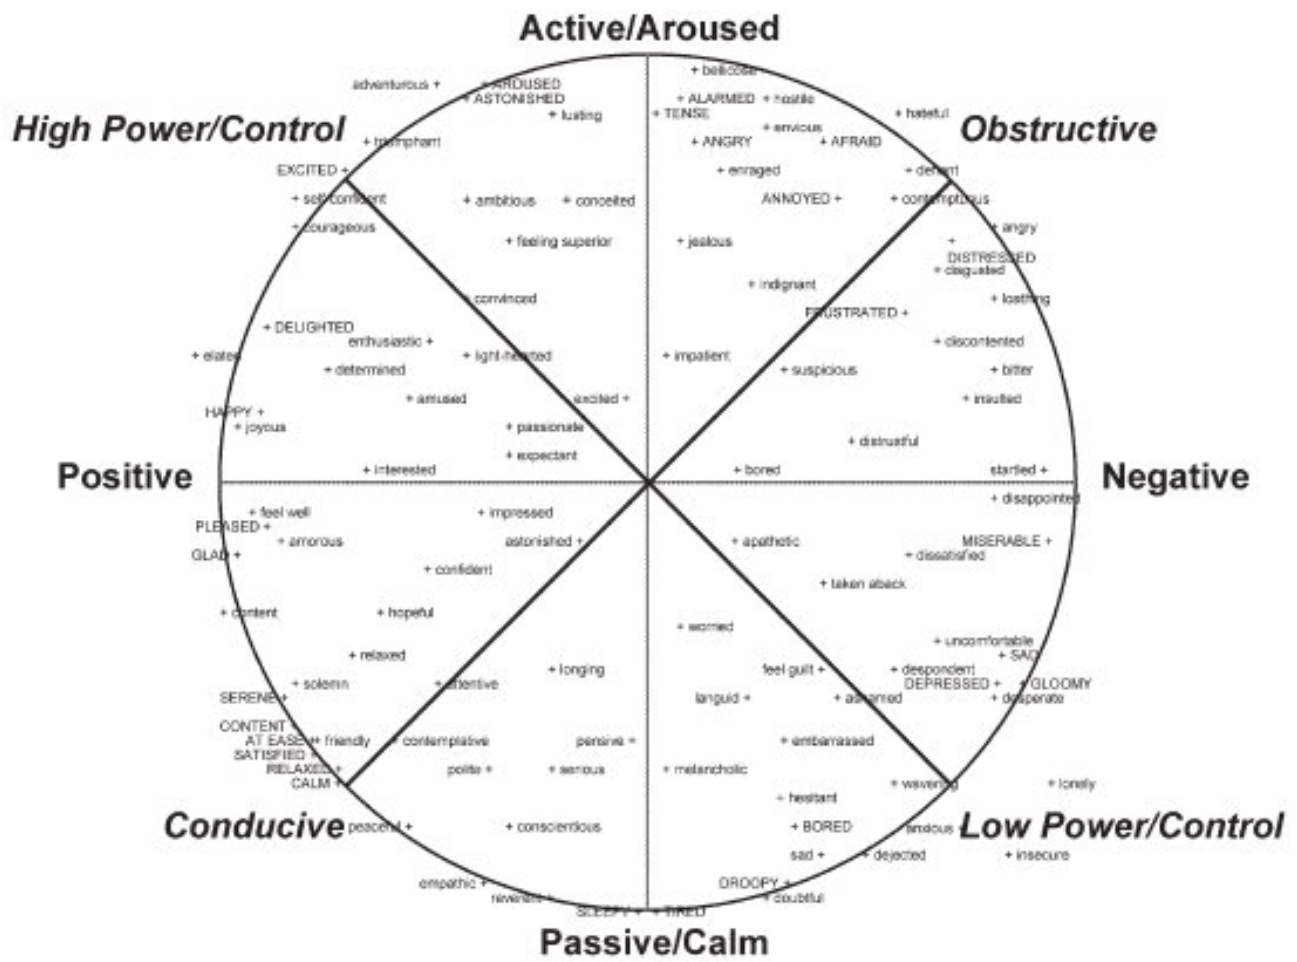 Active/Aroused
+ bellicose
adventurous +
+ AROUSED
+ ASTONISHED
+ ALARMED
+ hostile
+ lusting
+ TENSE
+ hateful
High Power/Control
+ envious
Obstructive
+ triumphant
+ ANGRY
+ AFRAID
EXCITED +
+ enraged
+ defiant
+ self-confident
+ ambitious
+ conceited
ANNOYED +
+ contemptuous
+ courageous
+ angry
+ feeling superior
+ jealous
+
DISTRESSED
+ disgusted
+ indignant
+ convinced
+ loathing
FRUSTRATED +
+ DELIGHTED
enthusiastic +
+ discontented
+ elated
+ light-hearted
+ impatient
+ determined
+ suspicious
+ bitter
+ amused
excited +
+ insulted
HAPPY +
+ joyous
+ passionate
+ distrustful
+ expectant
+ interested
+ bored
startled +
Positive
Negative
+ disappointed
+ feel well
+ impressed
PLEASED +
+ amorous
astonished +
+ apathetic
MISERABLE +
GLAD +
+ dissatisfied
+ confident
+ taken aback
+ content
+ hopeful
+ worried
+ uncomfortable
+ relaxed
+ SAD
+ longing
feel guilt +
+ despondent
+ solemn
+ attentive
DEPRESSED +
+ GLOOMY
SERENE +
languid +
+ ashamed
+ desperate
CONTENT +
AT EASE +
+ friendly
+ contemplative
pensive +
+ embarrassed
SATISFIED +
RELAXED +
polite +
+ serious
+ melancholic
CALM +
+ wavering
+ lonely
+ hesitant
Conducive
peaceful +
+ conscientious
+ BORED
anxious +
Low Power/Control
sad +
+ dejected
+ insecure
empathic +
DROOPY +
reverent +
+ doubtful
SLEEPY +
+ TIRED
Passive/Calm